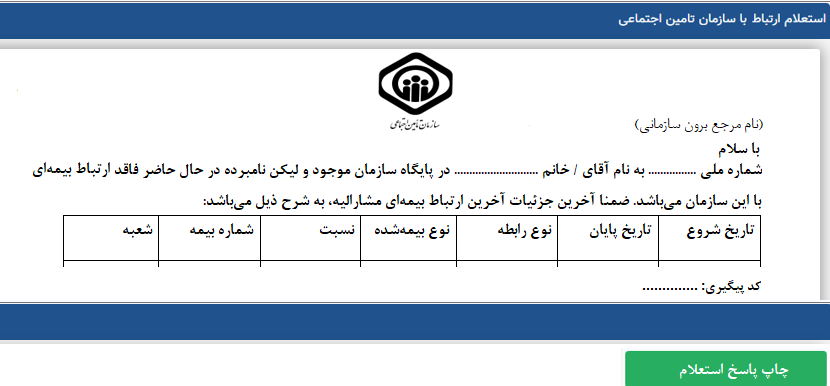 استعلام ارتباط با سازمان تامین اجتماعی
سازمان تامین اجتماعی
(نام مرجع برون سازمانی)
با سلام
شماره ملی ............... به نام آقای / خانم ........................... در پایگاه سازمان موجود و لیکن نامبرده در حال حاضر فاقد ارتباط بیمه‌ای
با این سازمان می‌باشد. ضمنا آخرین جزئیات آخرین ارتباط بیمه‌ای مشارالیه، به شرح ذیل می‌باشد:
تاریخ شروع تاریخ پایان نوع رابطه نوع بیمه‌شده نسبت شماره بیمه شعبه
کد پیگیری: ..............
چاپ پاسخ استعلام